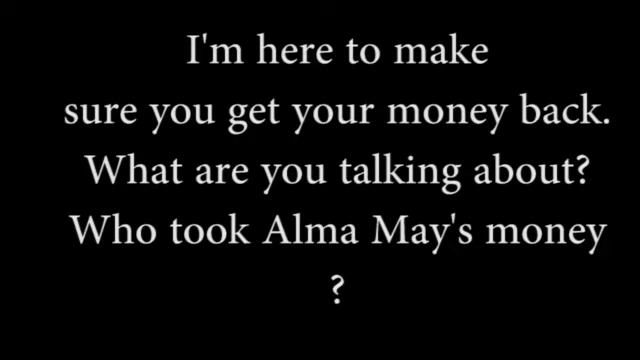 I'm here to make
sure you get your money back.
What are you talking about?
Who took Alma May's money
?